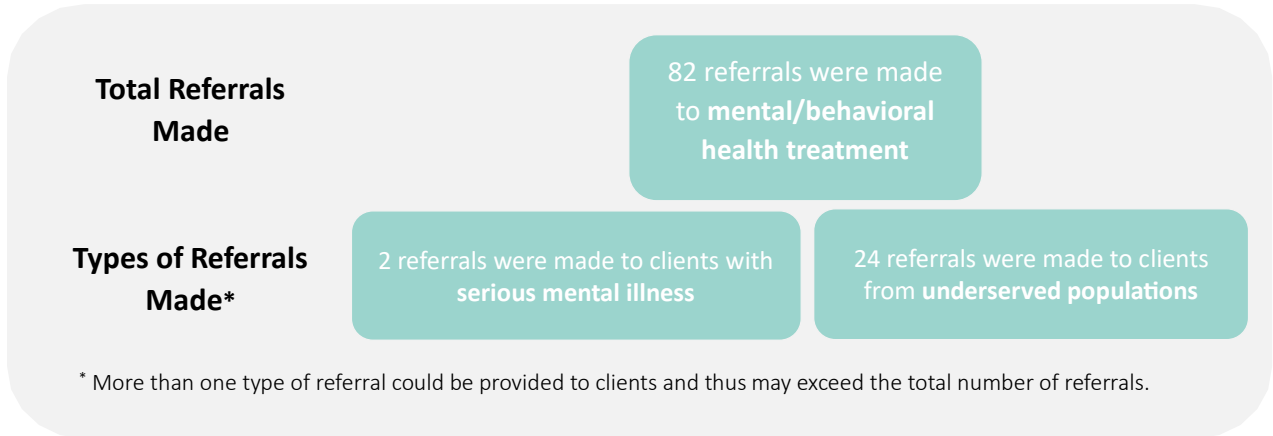 Total Referrals
Made
82 referrals were made
to mental/behavioral
health treatment
Types of Referrals
Made*
2 referrals were made to clients with
serious mental illness
24 referrals were made to clients
from underserved populations
* More than one type of referral could be provided to clients and thus may exceed the total number of referrals.